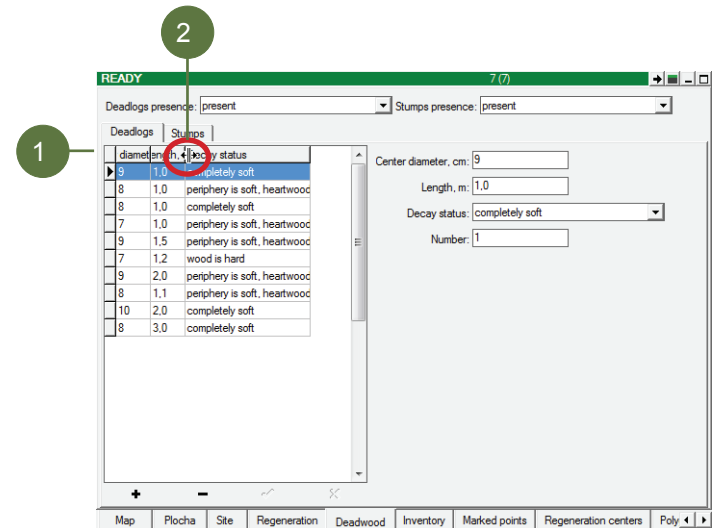 2
READY 7 (7)
Deadlogs presence: present Stumps presence: present
1
Deadlogs Stumps
diamet ength, decay status
9 1,0 completely soft
8 1,0 periphery is soft, heartwood
8 1,0 completely soft
7 1,0 periphery is soft, heartwood
9 1,5 periphery is soft, heartwood
7 1,2 wood is hard
9 2,0 periphery is soft, heartwood
8 1,1 periphery is soft, heartwood
10 2,0 completely soft
8 3,0 completely soft
Center diameter, cm: 9
Length, m: 1,0
Decay status: completely soft
Number: 1
Map Plocha Site Regeneration Deadwood Inventory Marked points Regeneration centers Poly